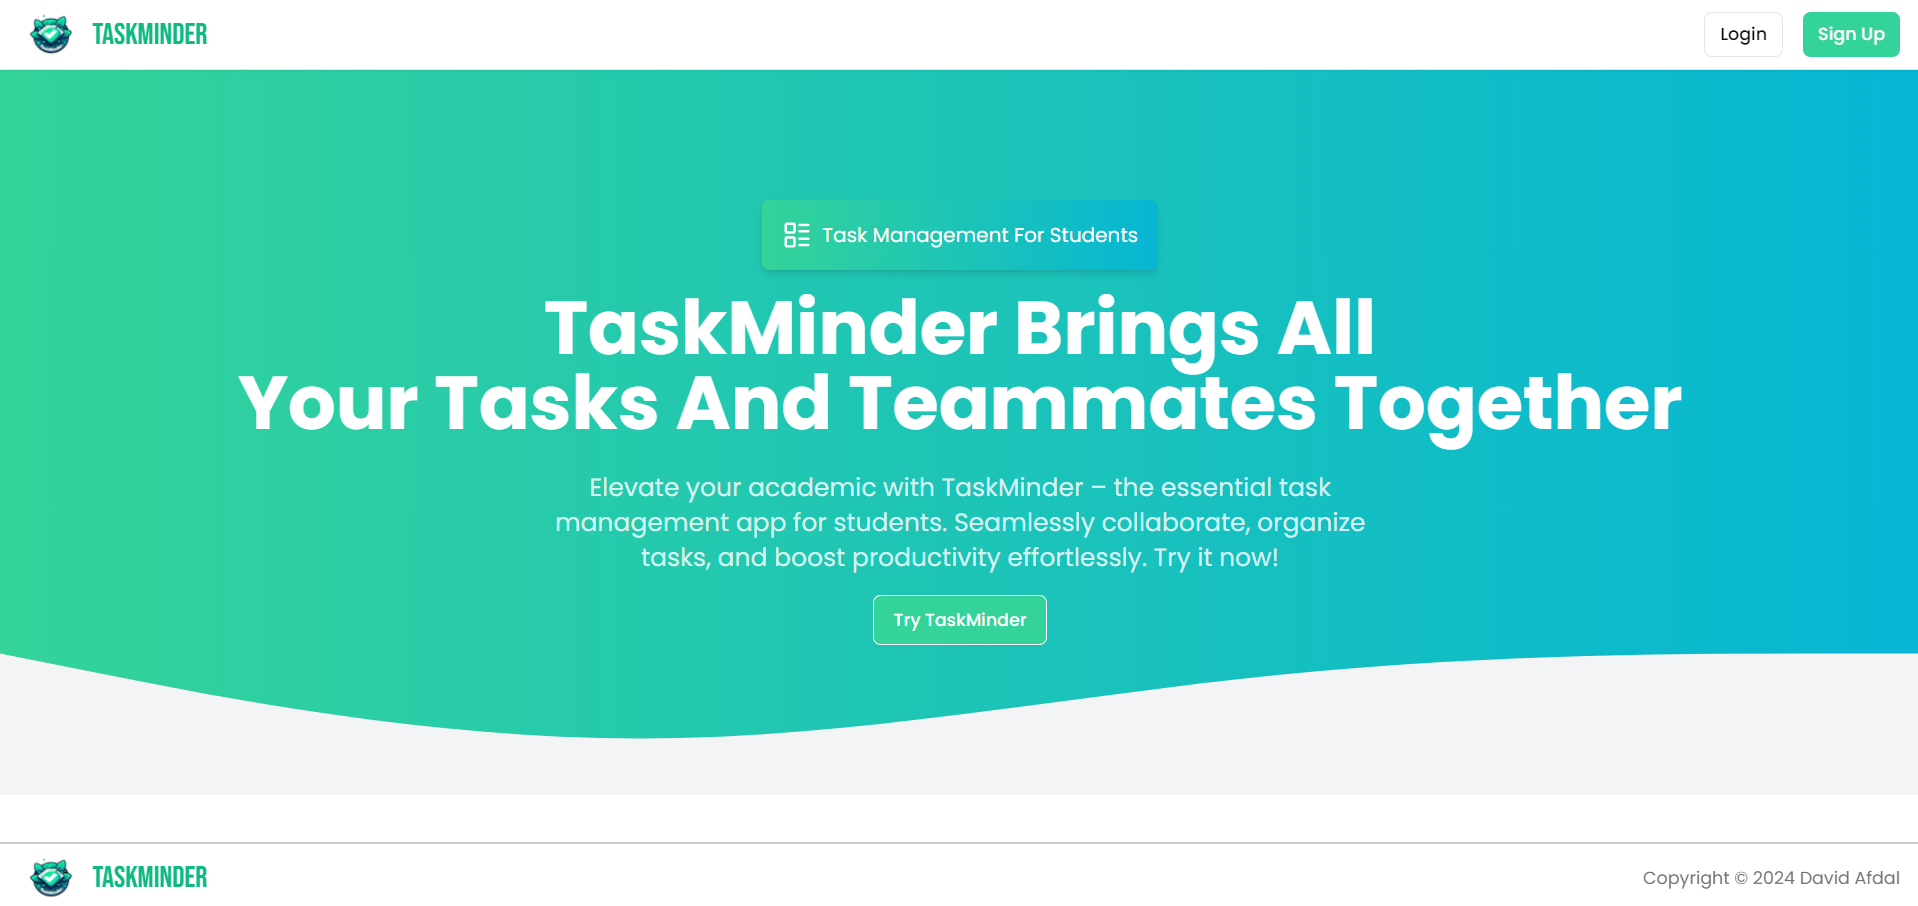 TASKMINDER
Login
Sign Up
Task Management For Students
TaskMinder Brings All
Your Tasks And Teammates Together
Elevate your academic with TaskMinder – the essential task
management app for students. Seamlessly collaborate, organize
tasks, and boost productivity effortlessly. Try it now!
Try TaskMinder
TASKMINDER
Copyright © 2024 David Afdal